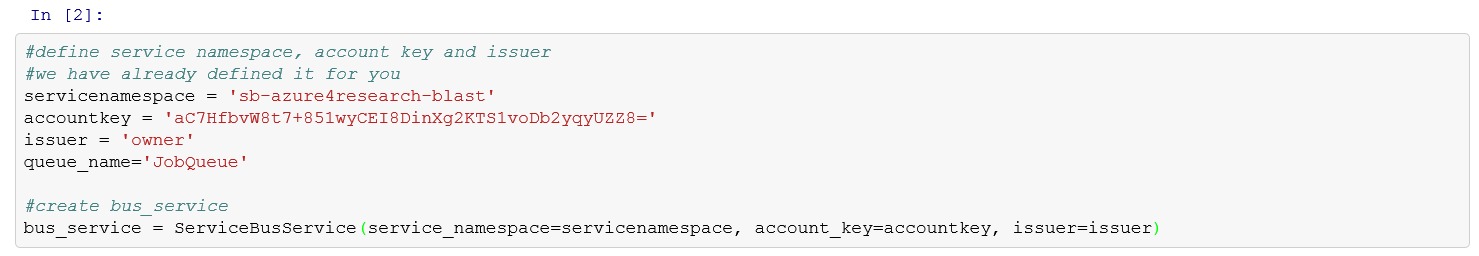 In [2]:
#define service namespace, account key and issuer
#we have already defined it for you
servicenamespace = 'sb-azure4research-blast'
accountkey = 'aC7HfbvW8t7+851wyCEI8DinXg2KTS1voDb2yqyUZZ8='
issuer = 'owner'
queue_name='JobQueue'
#create bus_service
bus_service = ServiceBusService(service_namespace=servicenamespace, account_key=accountkey, issuer=issuer)